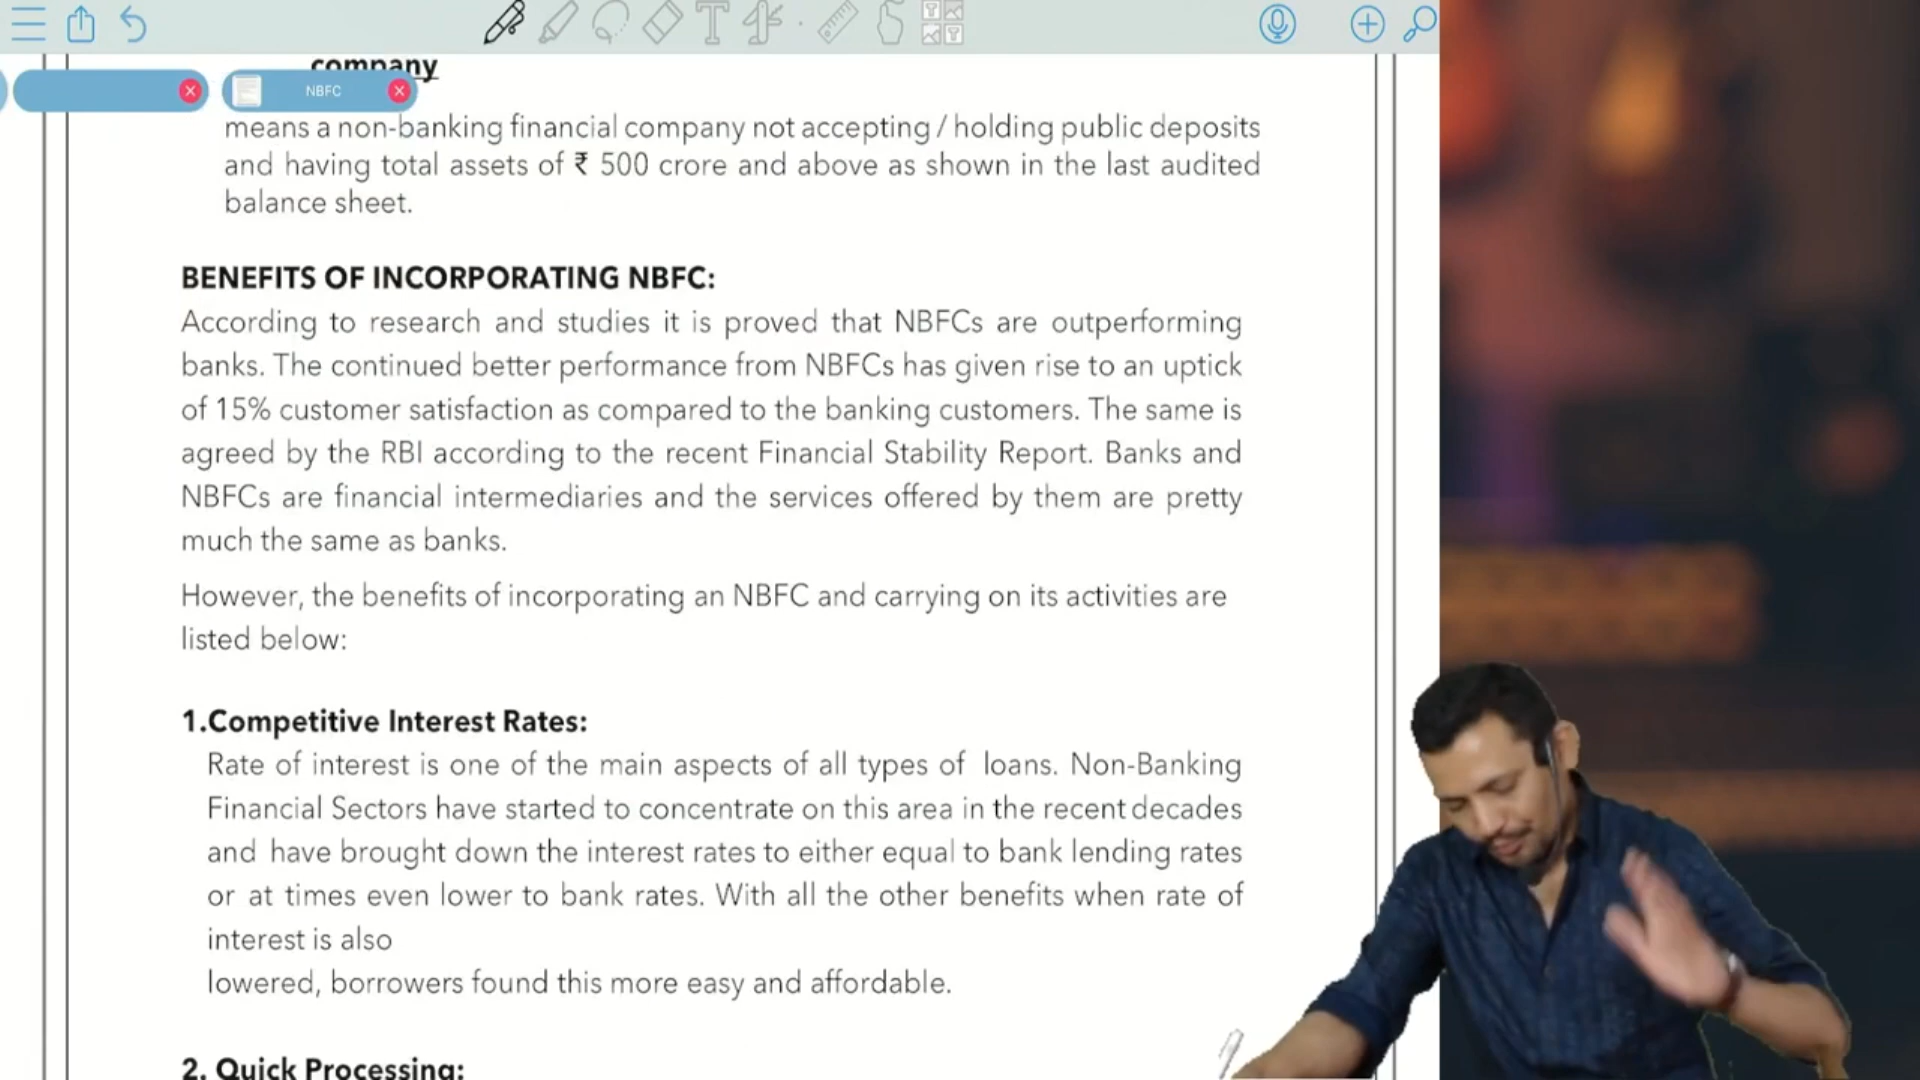 company
NBFC
means a non-banking financial company not accepting / holding public deposits
and having total assets of ₹ 500 crore and above as shown in the last audited
balance sheet.
BENEFITS OF INCORPORATING NBFC:
According to research and studies it is proved that NBFCs are outperforming
banks. The continued better performance from NBFCs has given rise to an uptick
of 15% customer satisfaction as compared to the banking customers. The same is
agreed by the RBI according to the recent Financial Stability Report. Banks and
NBFCs are financial intermediaries and the services offered by them are pretty
much the same as banks.
However, the benefits of incorporating an NBFC and carrying on its activities are
listed below:
1.Competitive Interest Rates:
Rate of interest is one of the main aspects of all types of loans. Non-Banking
Financial Sectors have started to concentrate on this area in the recent decades
and have brought down the interest rates to either equal to bank lending rates
or at times even lower to bank rates. With all the other benefits when rate of
interest is also
lowered, borrowers found this more easy and affordable.
2. Quick Processing: